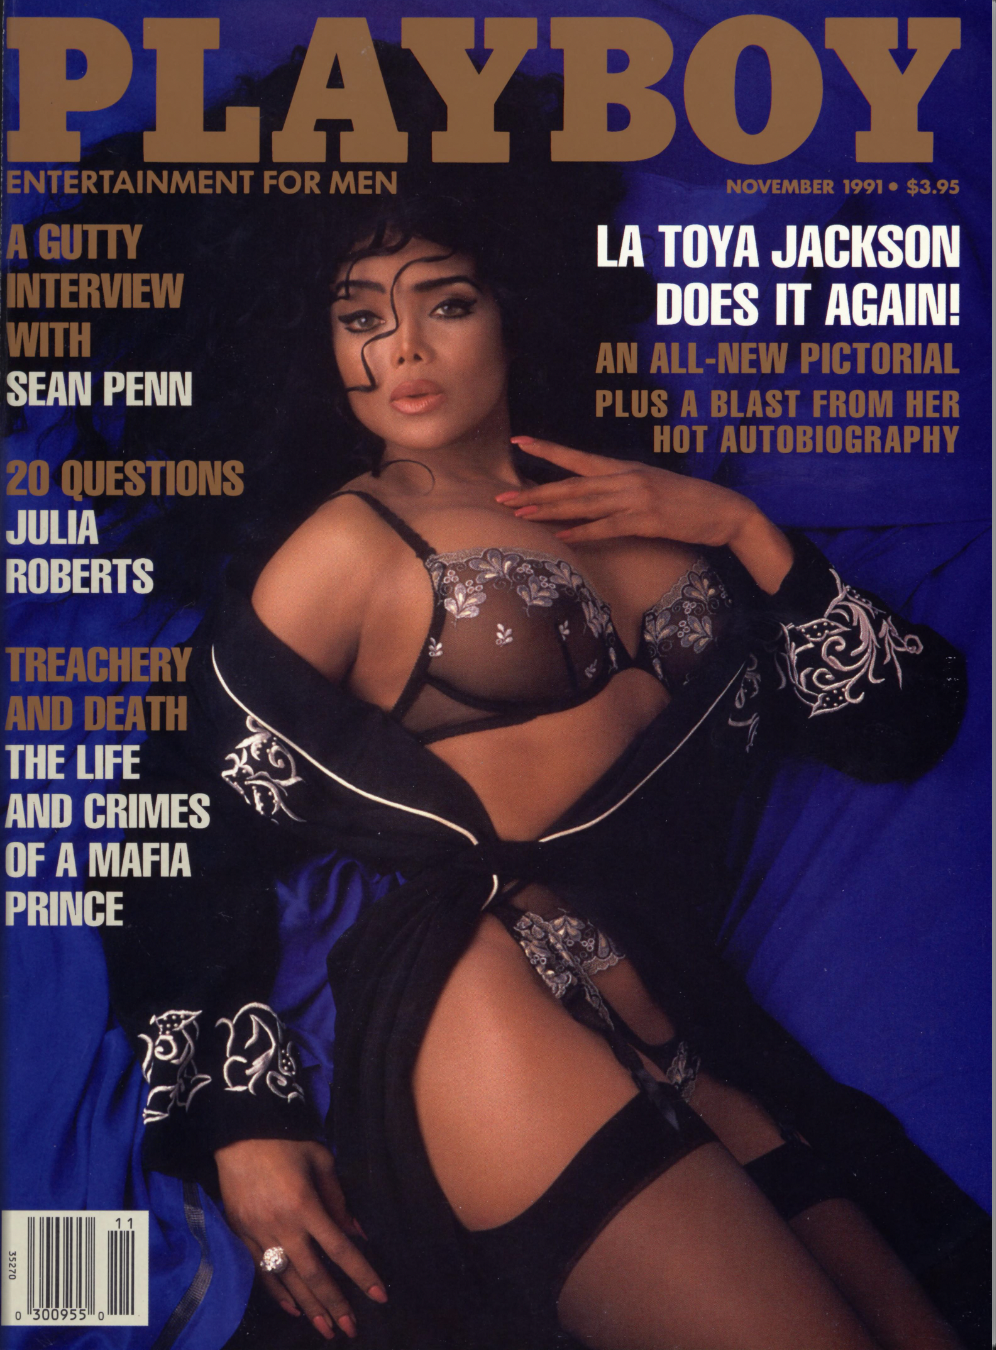 PLAYBOY
ENTERTAINMENT FOR MEN
NOVEMBER 1991 • $3.95
A GUTTY
INTERVIEW
WITH
SEAN PENN
20 QUESTIONS
JULIA
ROBERTS
TREACHERY
AND DEATH
THE LIFE
AND CRIMES
OF A MAFIA
PRINCE
LA TOYA JACKSON
DOES IT AGAIN!
AN ALL-NEW PICTORIAL
PLUS A BLAST FROM HER
HOT AUTOBIOGRAPHY
11
35270
0 300955 0